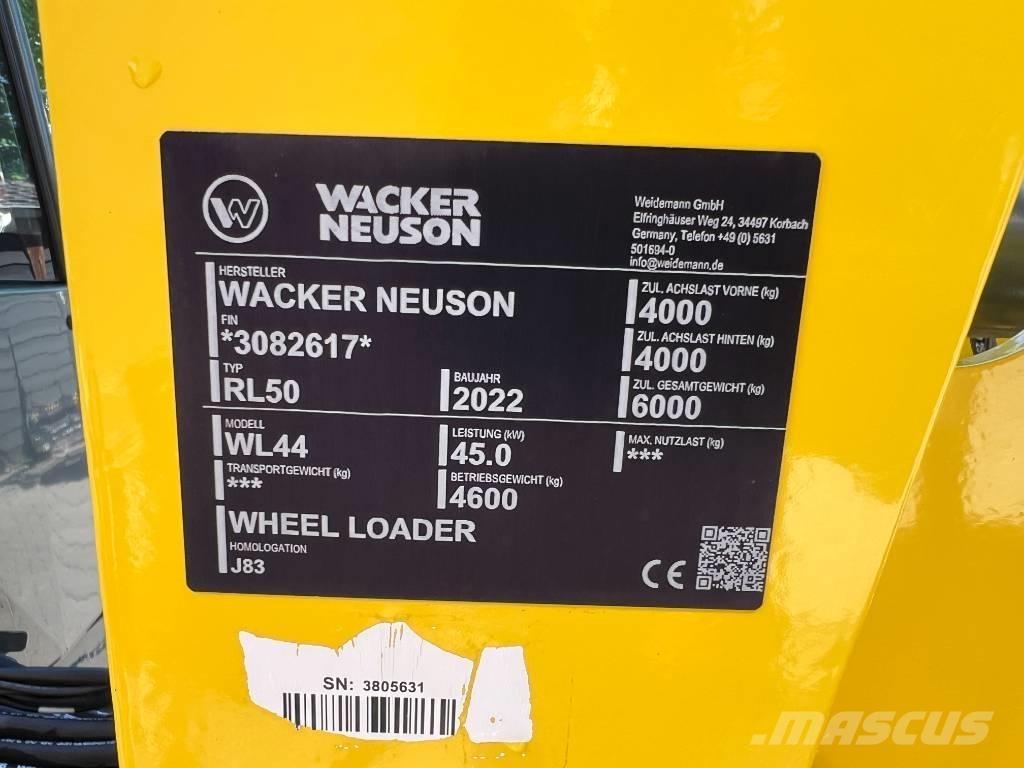 W
WACKER
NEUSON
Weidemann GmbH
Elfringhäuser Weg 24, 34497 Korbach
Germany, Telefon +49 (0) 5631
501694-0
info@weidemann.de
HERSTELLER
WACKER NEUSON
FIN
*3082617*
TYP
RL50
BAUJAHR
2022
ZUL. ACHSLAST VORNE (kg)
4000
ZUL. ACHSLAST HINTEN (kg)
4000
ZUL. GESAMTGEWICHT (kg)
6000
MODELL
WL44
LEISTUNG (kW)
45.0
MAX. NUTZLAST (kg)
***
TRANSPORTGEWICHT (kg)
***
BETRIEBSGEWICHT (kg)
4600
WHEEL LOADER
HOMOLOGATION
J83
CE
SN: 3805631
MASCUS